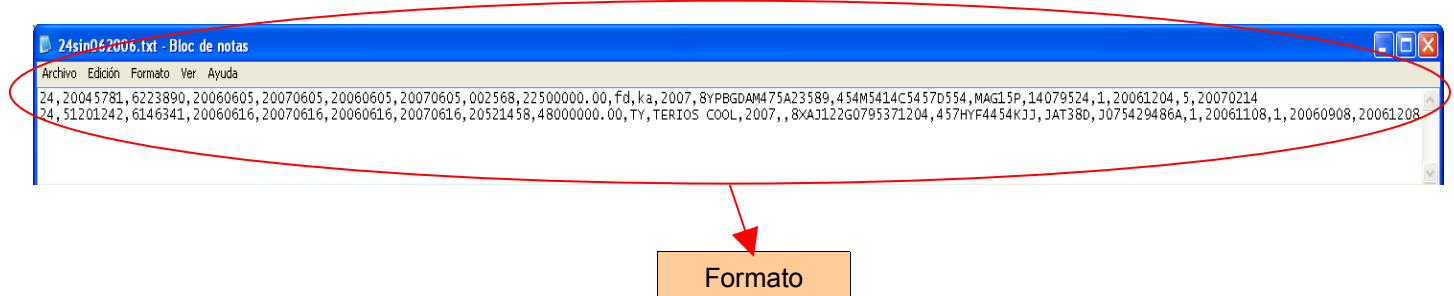 24sin062006.txt - Bloc de notas
Archivo Edición Formato Ver Ayuda
24,20045781,6223890,20060605,20070605,20060605,20070605,002568,22500000.00,fd,ka,2007,8YPBGDAM475A23589,454M5414C5457D554,MAG15P,14079524,1,20061204,5,20070214
24,51201242,6146341,20060616,20070616,20060616,20070616,20521458,48000000.00,TY,TERIOS COOL,2007,,8XAJ122G0795371204,457HYF4454KJJ,JAT38D,J075429486A,1,20061108,1,20060908,20061208
Formato